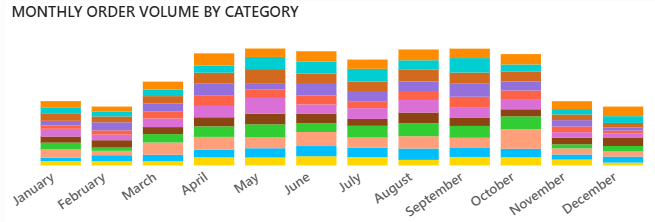 MONTHLY ORDER VOLUME BY CATEGORY
January
February
March
April
May
June
July
August
September
October
November
December